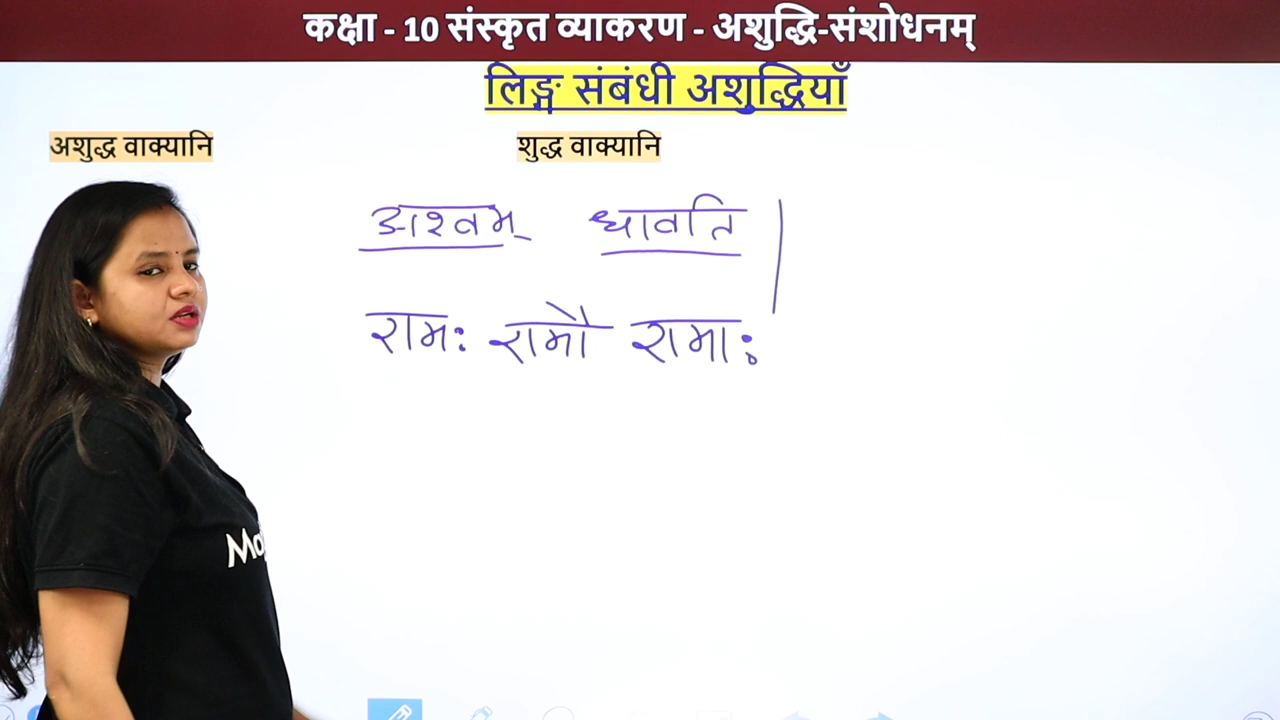 कक्षा - 10 संस्कृत व्याकरण - अशुद्धि-संशोधनम्
लिङ्ग संबंधी अशुद्धियाँ
अशुद्ध वाक्यानि शुद्ध वाक्यानि
अश्वम् धावति |
रामः रामौ रामाः